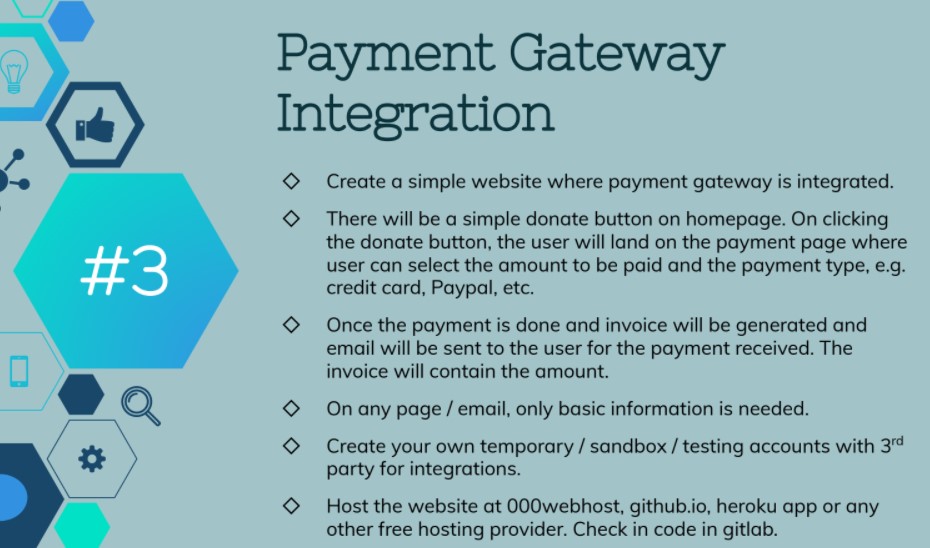 Payment Gateway
Integration
#3
Create a simple website where payment gateway is integrated.
There will be a simple donate button on homepage. On clicking
the donate button, the user will land on the payment page where
user can select the amount to be paid and the payment type, e.g.
credit card, Paypal, etc.
Once the payment is done and invoice will be generated and
email will be sent to the user for the payment received. The
invoice will contain the amount.
On any page / email, only basic information is needed.
Create your own temporary / sandbox / testing accounts with 3rd
party for integrations.
Host the website at 000webhost, github.io, heroku app or any
other free hosting provider. Check in code in gitlab.